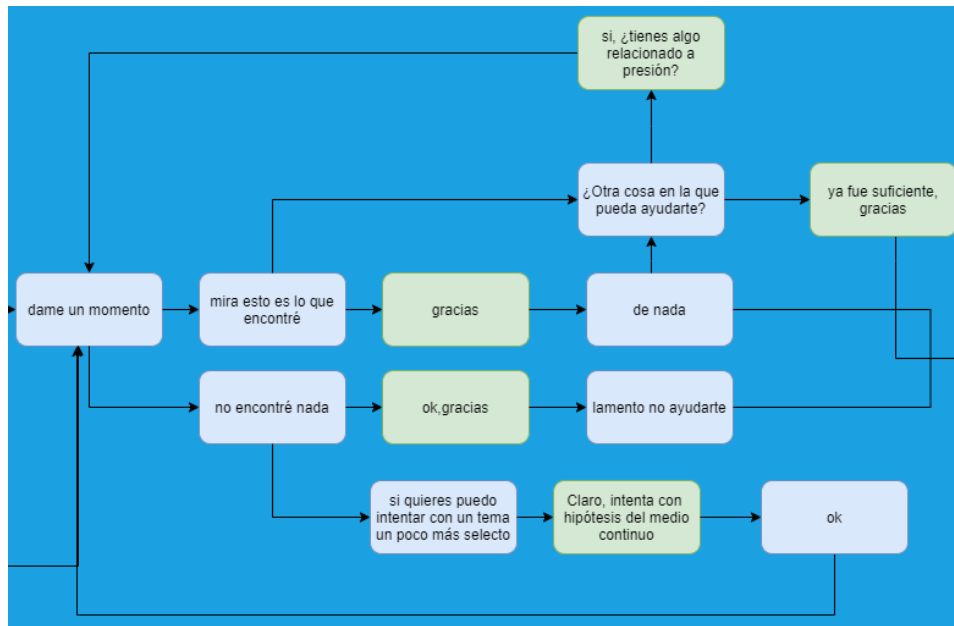 si, ¿tienes algo
relacionado a
presión?
¿Otra cosa en la que
pueda ayudarte?
ya fue suficiente,
gracias
dame un momento
mira esto es lo que
encontré
gracias
de nada
no encontré nada
ok,gracias
lamento no ayudarte
si quieres puedo
intentar con un tema
un poco más selecto
Claro, intenta con
hipótesis del medio
continuo
ok